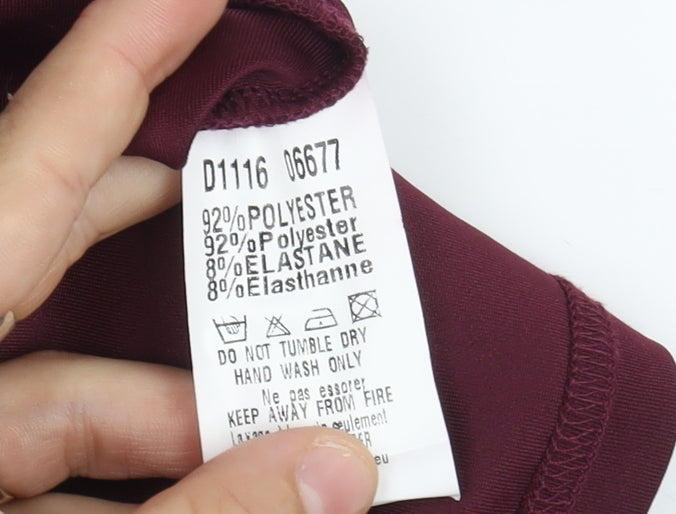 D1116 06677
92%POLYESTER
92%Polyester
8%ELASTANE
8%Elasthanne
DO NOT TUMBLE DRY
HAND WASH ONLY
Ne pas essorer
KEEP AWAY FROM FIRE